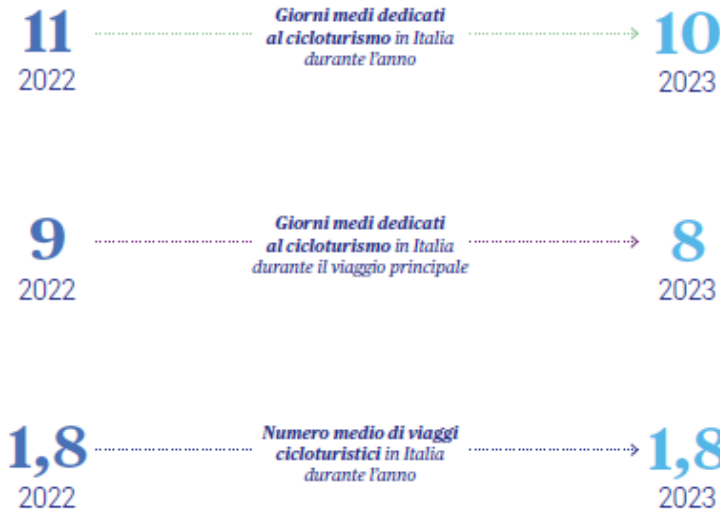 11
2022
Giorni medi dedicati
al cicloturismo in Italia
durante l'anno
10
2023
9
2022
Giorni medi dedicati
al cicloturismo in Italia
durante il viaggio principale
8
2023
1,8
2022
Numero medio di viaggi
cicloturistici in Italia
durante l'anno
1,8
2023